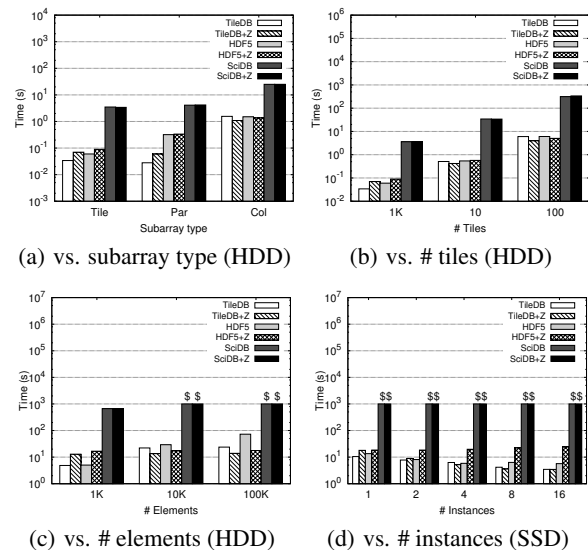 10^4
10^3
10^2
10^1
10^0
10^-1
10^-2
10^-3
Time (s)
TileDB
TileDB+Z
HDF5
HDF5+Z
SciDB
SciDB+Z
Tile Par Col
Subarray type
(a) vs. subarray type (HDD)
10^6
10^5
10^4
10^3
10^2
10^1
10^0
10^-1
10^-2
Time (s)
TileDB
TileDB+Z
HDF5
HDF5+Z
SciDB
SciDB+Z
1K 10 100
# Tiles
(b) vs. # tiles (HDD)
10^7
10^6
10^5
10^4
10^3
10^2
10^1
10^0
Time (s)
TileDB
TileDB+Z
HDF5
HDF5+Z
SciDB
SciDB+Z
$ $ $ $
1K 10K 100K
# Elements
(c) vs. # elements (HDD)
10^7
10^6
10^5
10^4
10^3
10^2
10^1
10^0
Time (s)
TileDB
TileDB+Z
HDF5
HDF5+Z
SciDB
SciDB+Z
$$ $$ $$ $$ $$
1 2 4 8 16
# Instances
(d) vs. # instances (SSD)